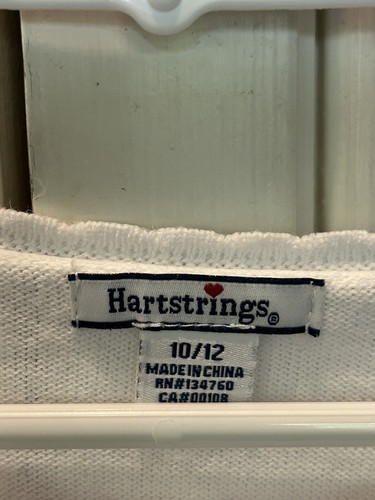 Hartstrings®
10/12
MADE IN CHINA
RN#134760
CA#00108